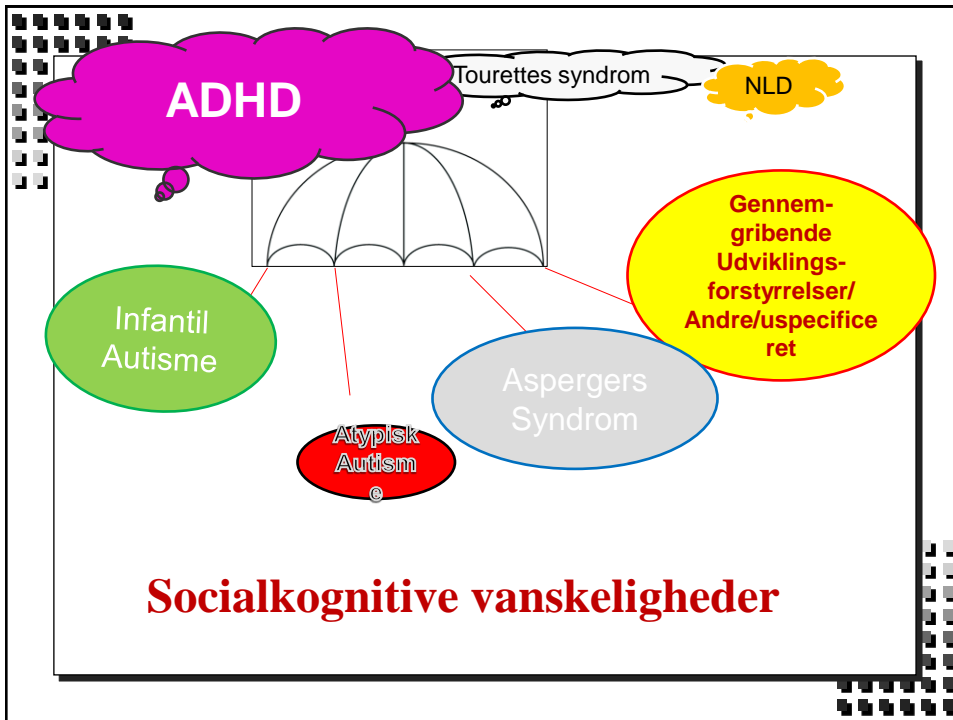 ADHD
Tourettes syndrom
NLD
Gennem-
gribende
Udviklings-
forstyrrelser/
Andre/uspecifice
ret
Infantil
Autisme
Aspergers
Syndrom
Atypisk
Autism
e
Socialkognitive vanskeligheder